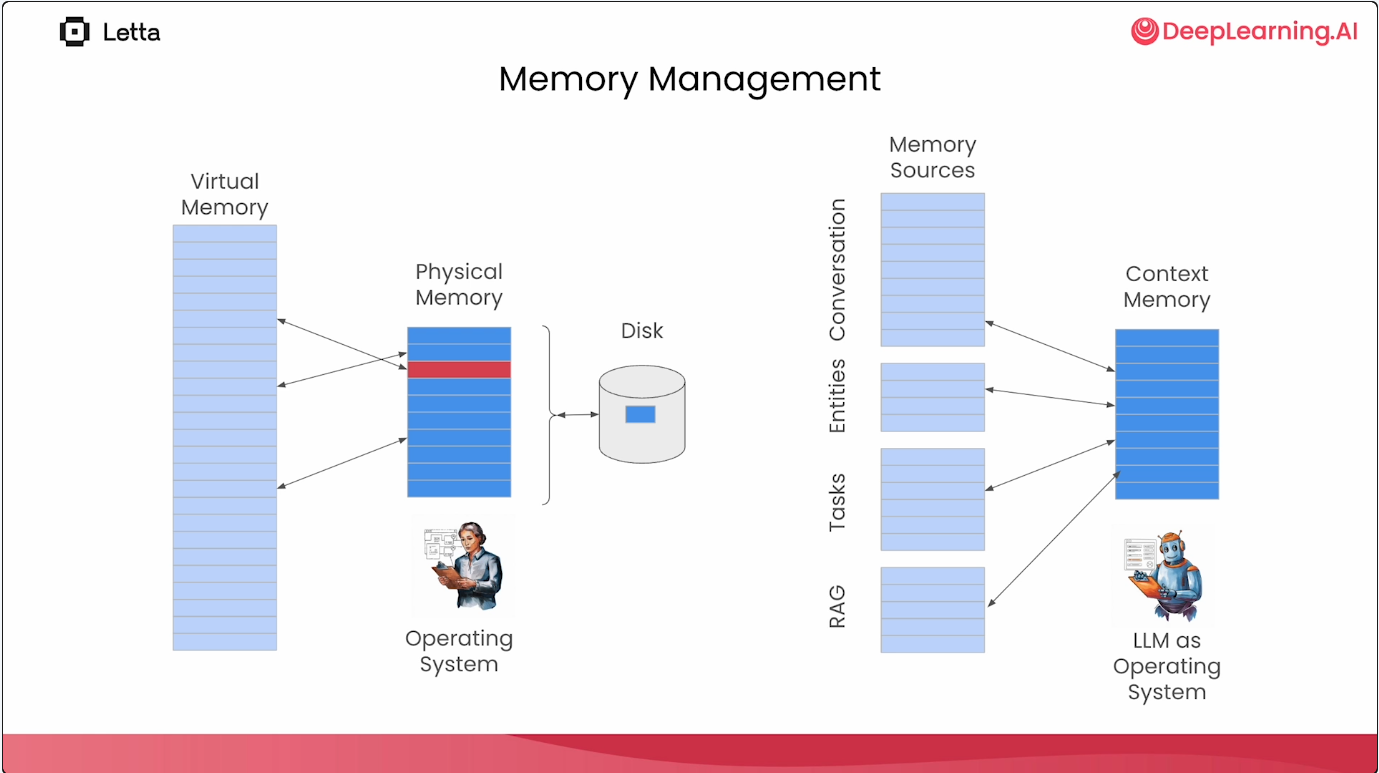 Letta
DeepLearning.AI
Memory Management
Virtual
Memory
Physical
Memory
Disk
Operating
System
Memory
Sources
Conversation
Entities
Tasks
RAG
Context
Memory
LLM as
Operating
System